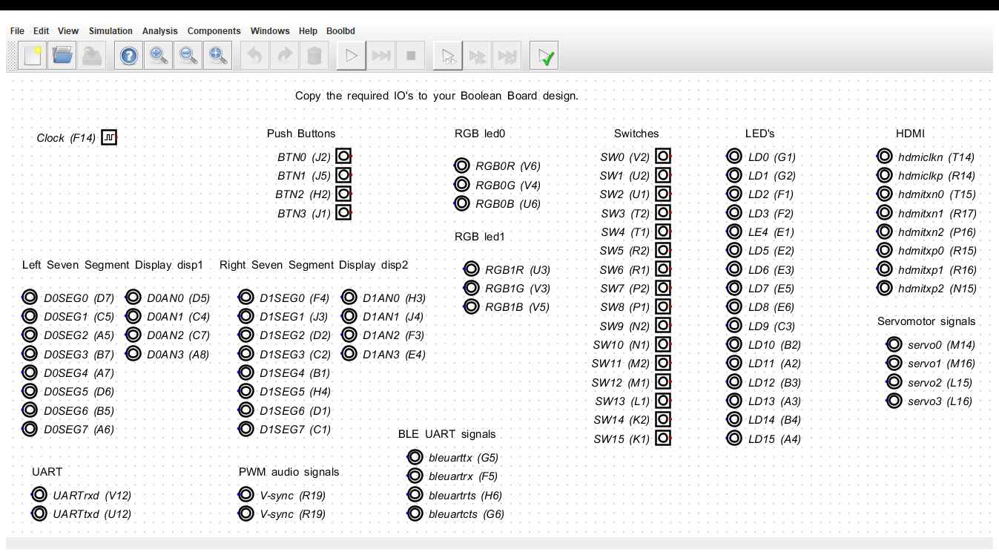 File Edit View Simulation Analysis Components Windows Help Boolbd
Copy the required IO's to your Boolean Board design.
Clock (F14)
Push Buttons
BTN0 (J2)
BTN1 (J5)
BTN2 (H2)
BTN3 (J1)
RGB led0
RGB0R (V6)
RGB0G (V4)
RGB0B (U6)
RGB led1
RGB1R (U3)
RGB1G (V3)
RGB1B (V5)
Switches
SW0 (V2)
SW1 (U2)
SW2 (U1)
SW3 (T2)
SW4 (T1)
SW5 (R2)
SW6 (R1)
SW7 (P2)
SW8 (P1)
SW9 (N2)
SW10 (N1)
SW11 (M2)
SW12 (M1)
SW13 (L1)
SW14 (K2)
SW15 (K1)
LED's
LD0 (G1)
LD1 (G2)
LD2 (F1)
LD3 (F2)
LE4 (E1)
LD5 (E2)
LD6 (E3)
LD7 (E5)
LD8 (E6)
LD9 (C3)
LD10 (B2)
LD11 (A2)
LD12 (B3)
LD13 (A3)
LD14 (B4)
LD15 (A4)
HDMI
hdmiclkn (T14)
hdmiclkp (R14)
hdmitxn0 (T15)
hdmitxn1 (R17)
hdmitxn2 (P16)
hdmitxp0 (R15)
hdmitxp1 (R16)
hdmitxp2 (N15)
Servomotor signals
servo0 (M14)
servo1 (M16)
servo2 (L15)
servo3 (L16)
Left Seven Segment Display disp1
D0SEG0 (D7) D0AN0 (D5)
D0SEG1 (C5) D0AN1 (C4)
D0SEG2 (A5) D0AN2 (C7)
D0SEG3 (B7) D0AN3 (A8)
D0SEG4 (A7)
D0SEG5 (D6)
D0SEG6 (B5)
D0SEG7 (A6)
Right Seven Segment Display disp2
D1SEG0 (F4) D1AN0 (H3)
D1SEG1 (J3) D1AN1 (J4)
D1SEG2 (D2) D1AN2 (F3)
D1SEG3 (C2) D1AN3 (E4)
D1SEG4 (B1)
D1SEG5 (H4)
D1SEG6 (D1)
D1SEG7 (C1)
UART
UARTrxd (V12)
UARTtxd (U12)
PWM audio signals
V-sync (R19)
V-sync (R19)
BLE UART signals
bleuarttx (G5)
bleuartrx (F5)
bleuartrts (H6)
bleuartcts (G6)